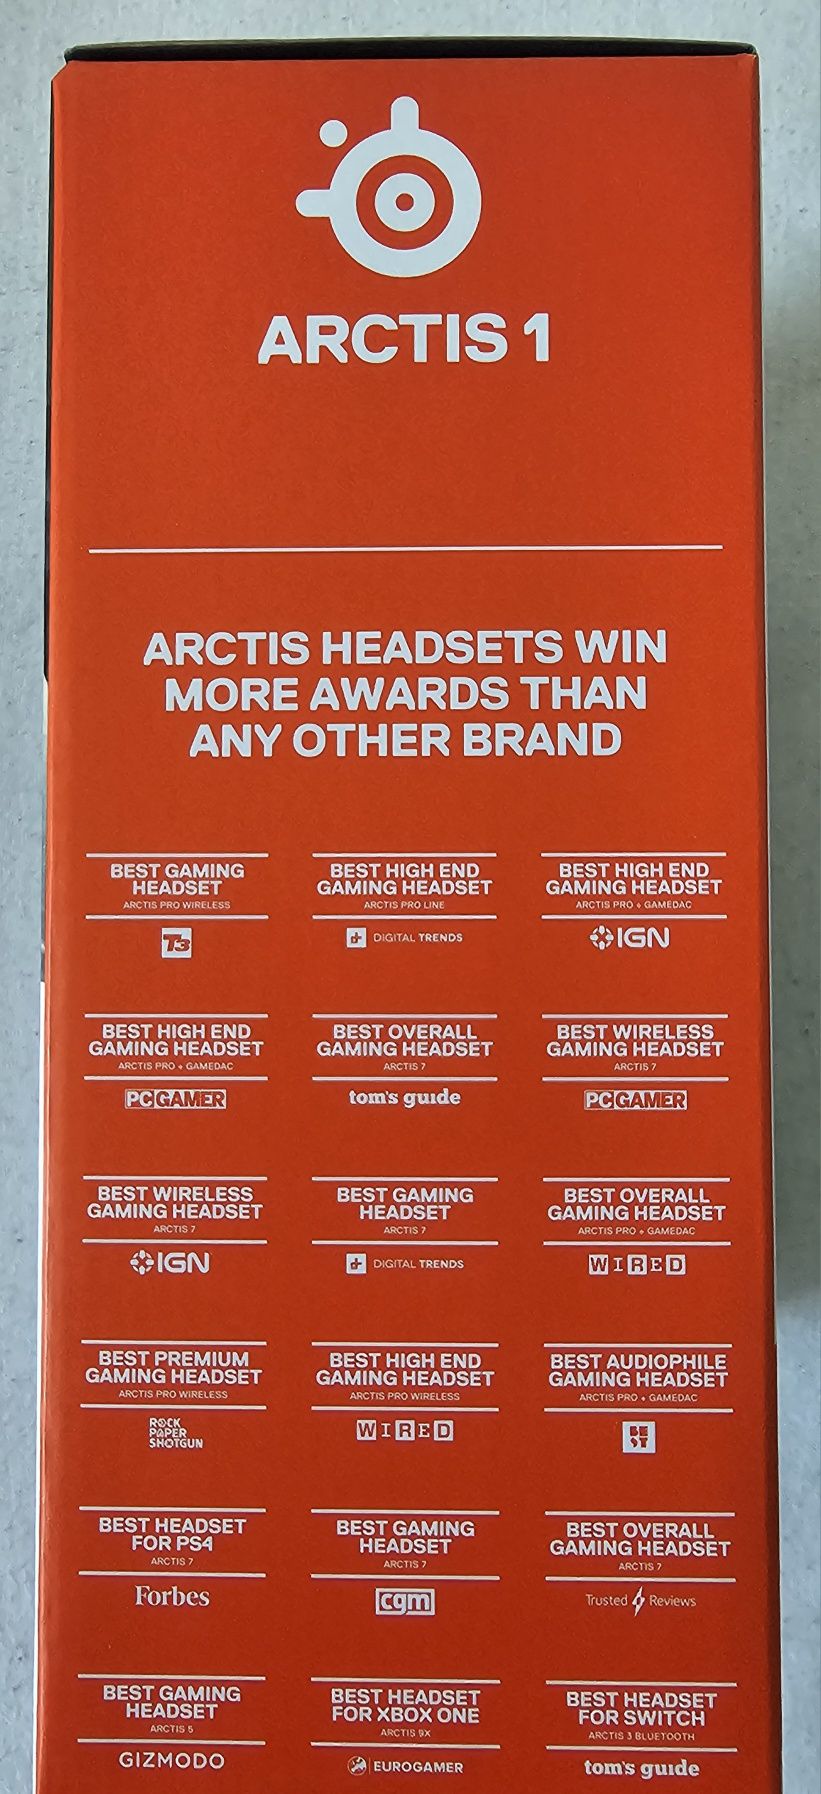 ARCTIS 1
ARCTIS HEADSETS WIN
MORE AWARDS THAN
ANY OTHER BRAND
BEST GAMING
HEADSET
ARCTIS PRO WIRELESS
T3
BEST HIGH END
GAMING HEADSET
ARCTIS PRO LINE
DIGITAL TRENDS
BEST HIGH END
GAMING HEADSET
ARCTIS PRO + GAMEDAC
IGN
BEST HIGH END
GAMING HEADSET
ARCTIS PRO + GAMEDAC
PC GAMER
BEST OVERALL
GAMING HEADSET
ARCTIS 7
tom's guide
BEST WIRELESS
GAMING HEADSET
ARCTIS 7
PC GAMER
BEST WIRELESS
GAMING HEADSET
ARCTIS 7
IGN
BEST GAMING
HEADSET
ARCTIS 7
DIGITAL TRENDS
BEST OVERALL
GAMING HEADSET
ARCTIS PRO + GAMEDAC
WIRED
BEST PREMIUM
GAMING HEADSET
ARCTIS PRO WIRELESS
ROCK
PAPER
SHOTGUN
BEST HIGH END
GAMING HEADSET
ARCTIS PRO WIRELESS
WIRED
BEST AUDIOPHILE
GAMING HEADSET
ARCTIS PRO + GAMEDAC
BE
ST
BEST HEADSET
FOR PS4
ARCTIS 7
Forbes
BEST GAMING
HEADSET
ARCTIS 7
cgm
BEST OVERALL
GAMING HEADSET
ARCTIS 7
Trusted Reviews
BEST GAMING
HEADSET
ARCTIS 5
GIZMODO
BEST HEADSET
FOR XBOX ONE
ARCTIS 9X
EUROGAMER
BEST HEADSET
FOR SWITCH
ARCTIS 3 BLUETOOTH
tom's guide